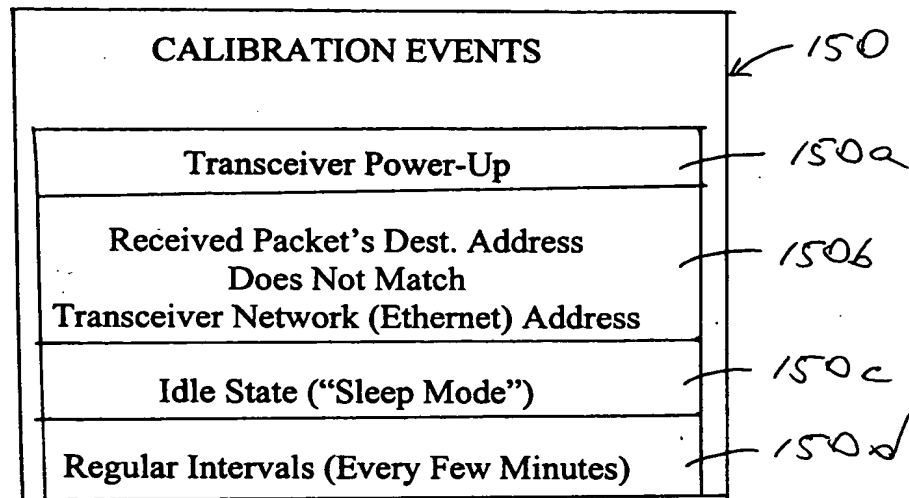 CALIBRATION EVENTS
150
Transceiver Power-Up
150a
Received Packet's Dest. Address
Does Not Match
Transceiver Network (Ethernet) Address
150b
Idle State ("Sleep Mode")
150c
Regular Intervals (Every Few Minutes)
150d